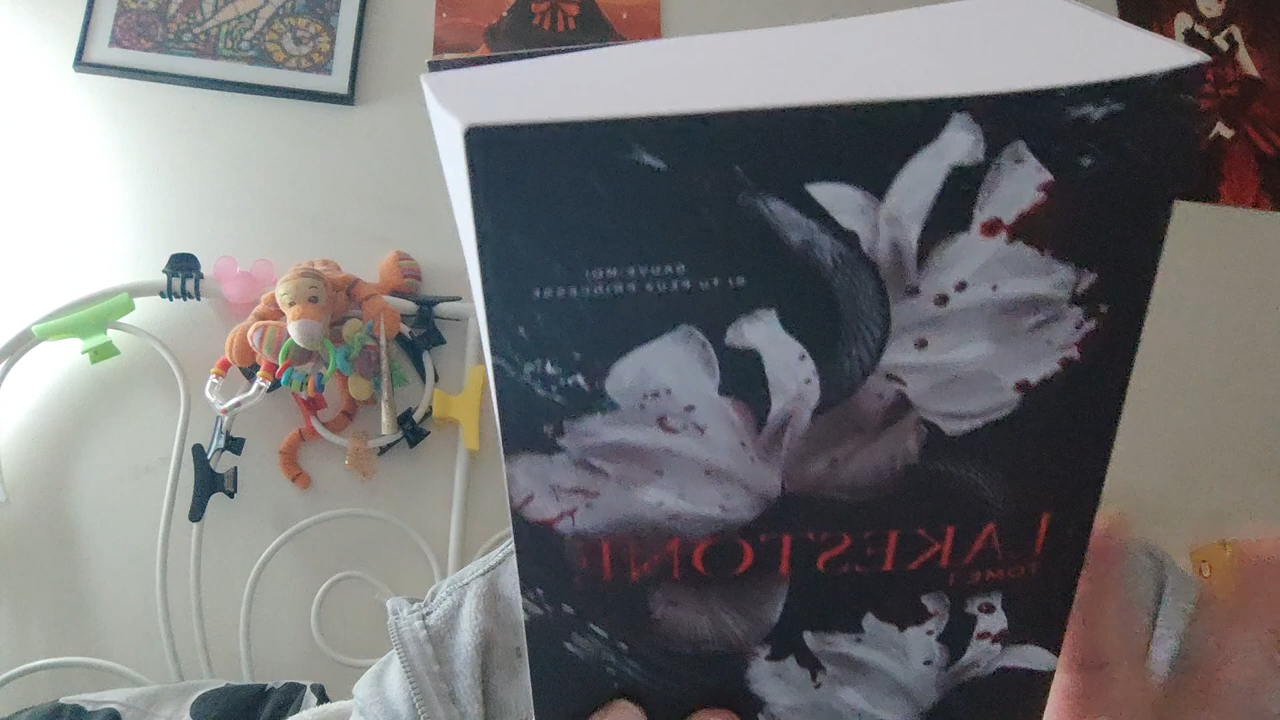 SI TU PEUX PRINCESSE
SAUVE-MOI
LAKESTONE
TOME 1